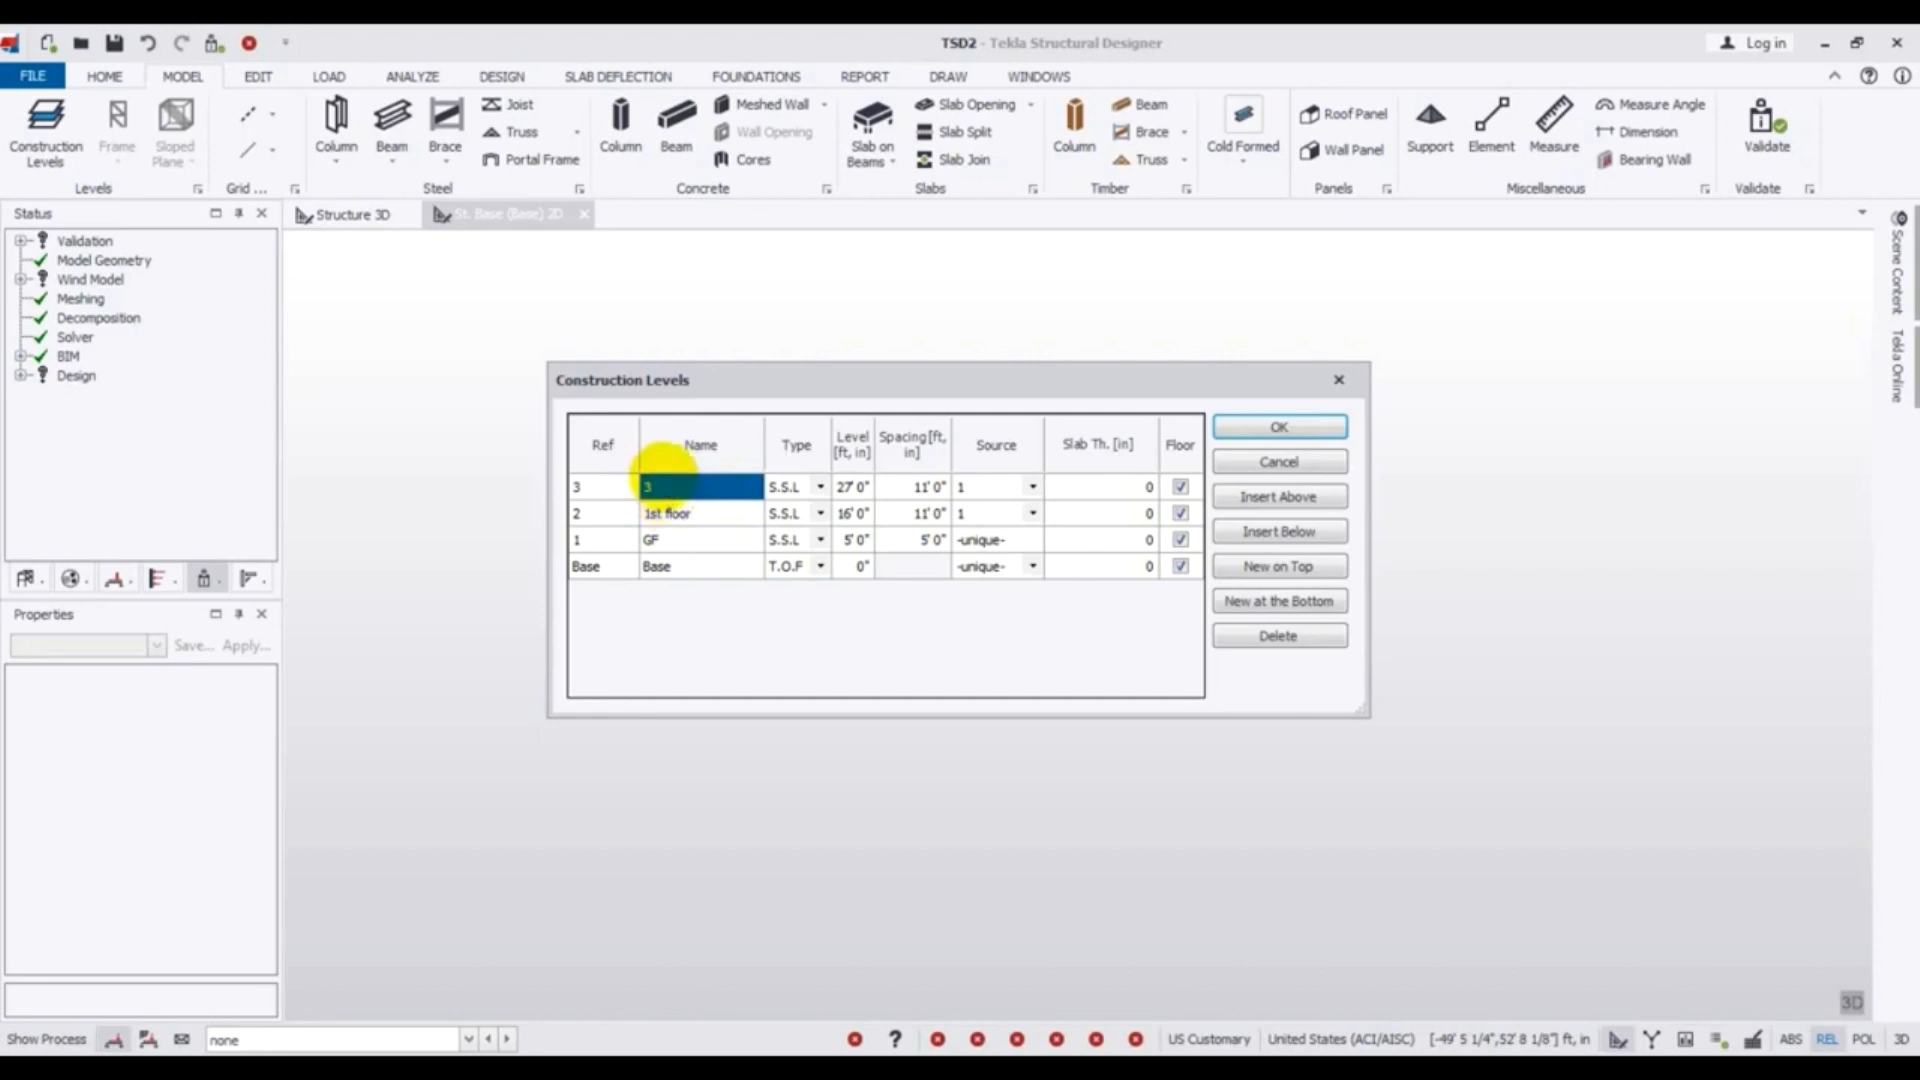 TSD2 - Tekla Structural Designer
Log in
FILE HOME MODEL EDIT LOAD ANALYZE DESIGN SLAB DEFLECTION FOUNDATIONS REPORT DRAW WINDOWS
Construction Levels
Frame
Sloped Plane
Levels
Grid ...
Column
Beam
Brace
Joist
Truss
Portal Frame
Steel
Column
Beam
Meshed Wall
Wall Opening
Cores
Concrete
Slab on Beams
Slab Opening
Slab Split
Slab Join
Slabs
Column
Beam
Brace
Truss
Timber
Cold Formed
Roof Panel
Wall Panel
Panels
Support
Element
Measure
Measure Angle
Dimension
Bearing Wall
Miscellaneous
Validate
Validate
Status
Validation
Model Geometry
Wind Model
Meshing
Decomposition
Solver
BIM
Design
Structure 3D
St. Base (Base) 2D
Scene Content
Tekla Online
Properties
Save... Apply...
Construction Levels
Ref Name Type Level [ft, in] Spacing[ft, in] Source Slab Th. [in] Floor
3 3 S.S.L 27' 0" 11' 0" 1 0
2 1st floor S.S.L 16' 0" 11' 0" 1 0
1 GF S.S.L 5' 0" 5' 0" -unique- 0
Base Base T.O.F 0" -unique- 0
OK
Cancel
Insert Above
Insert Below
New on Top
New at the Bottom
Delete
3D
Show Process
none
US Customary
United States (ACI/AISC)
[-49' 5 1/4",52' 8 1/8"] ft, in
ABS REL POL 3D